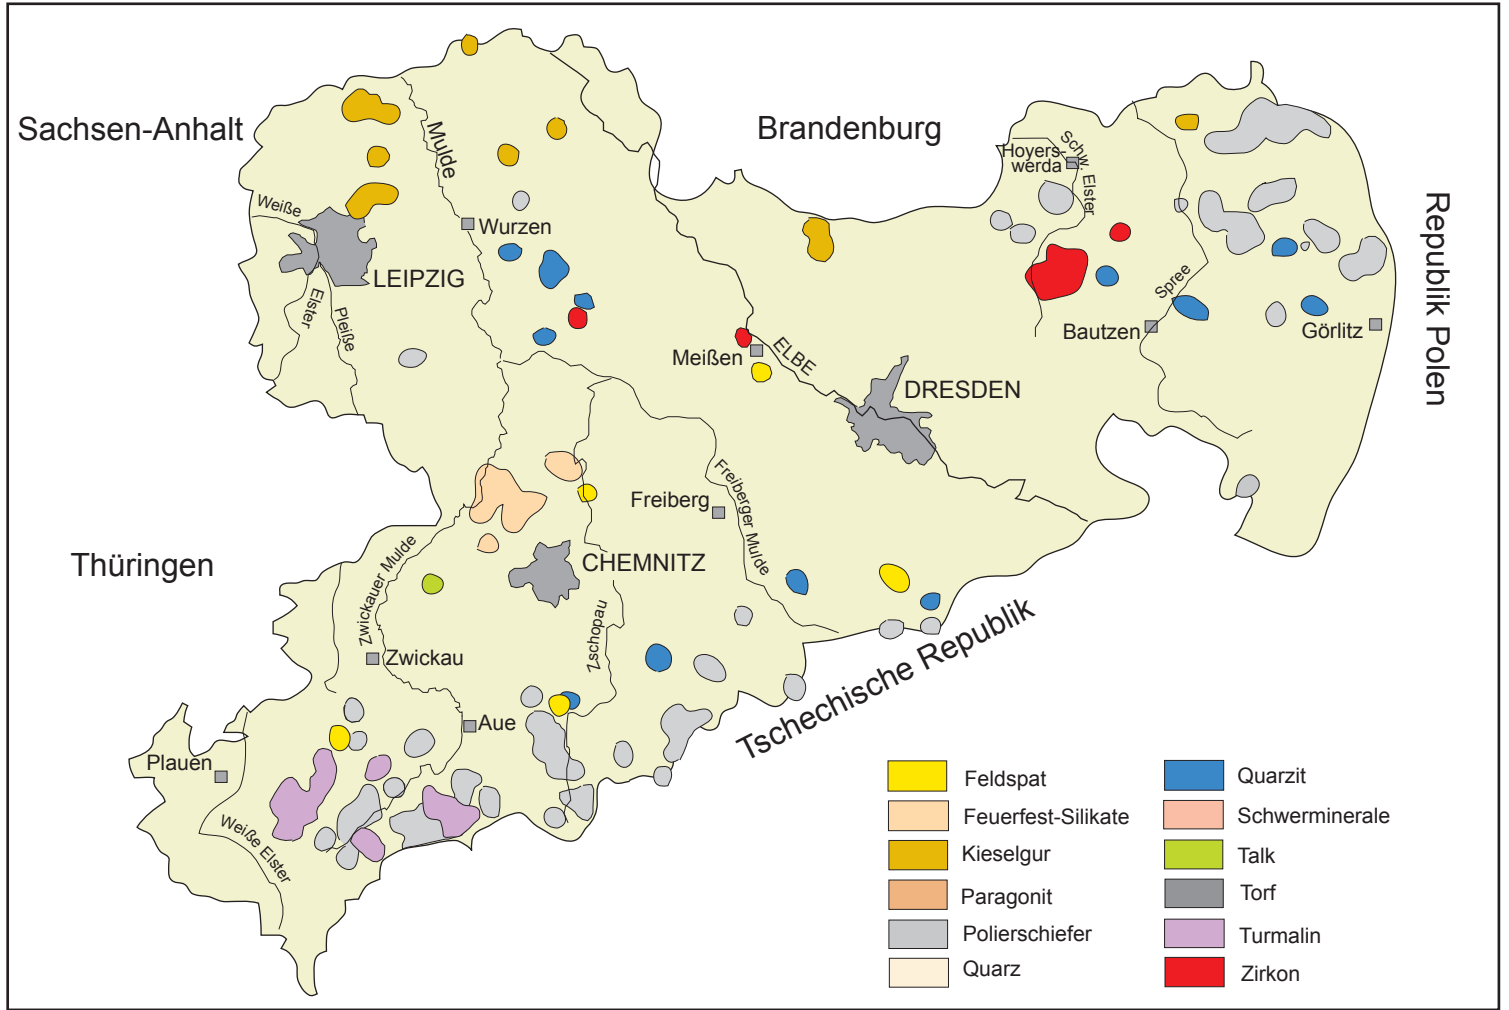 Sachsen-Anhalt
Brandenburg
Mulde
Schw. Elster
Hoyers-
werda
Weiße
Wurzen
Republik Polen
LEIPZIG
Elster
Pleiße
Spree
Bautzen
Görlitz
Meißen
ELBE
DRESDEN
Freiberg
Freiberger Mulde
Thüringen
CHEMNITZ
Zwickauer Mulde
Zschopau
Zwickau
Tschechische Republik
Aue
Plauen
Weiße Elster
Feldspat
Feuerfest-Silikate
Kieselgur
Paragonit
Polierschiefer
Quarz
Quarzit
Schwerminerale
Talk
Torf
Turmalin
Zirkon